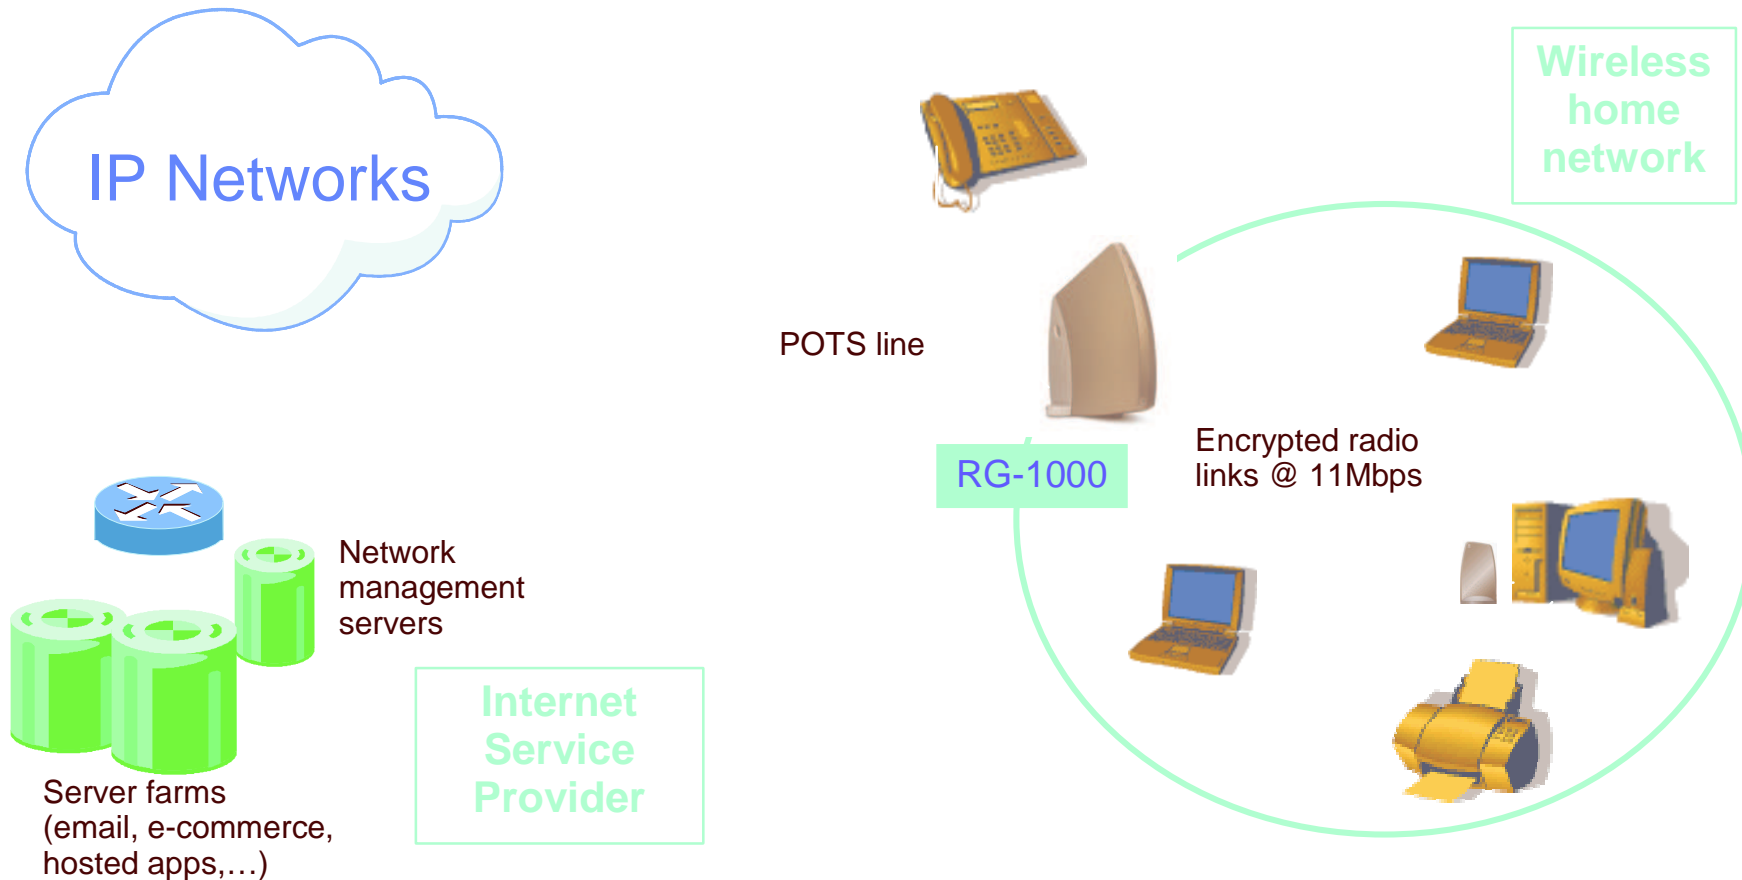 IP Networks
Wireless
home
network
POTS line
RG-1000
Encrypted radio
links @ 11Mbps
Network
management
servers
Internet
Service
Provider
Server farms
(email, e-commerce,
hosted apps,…)